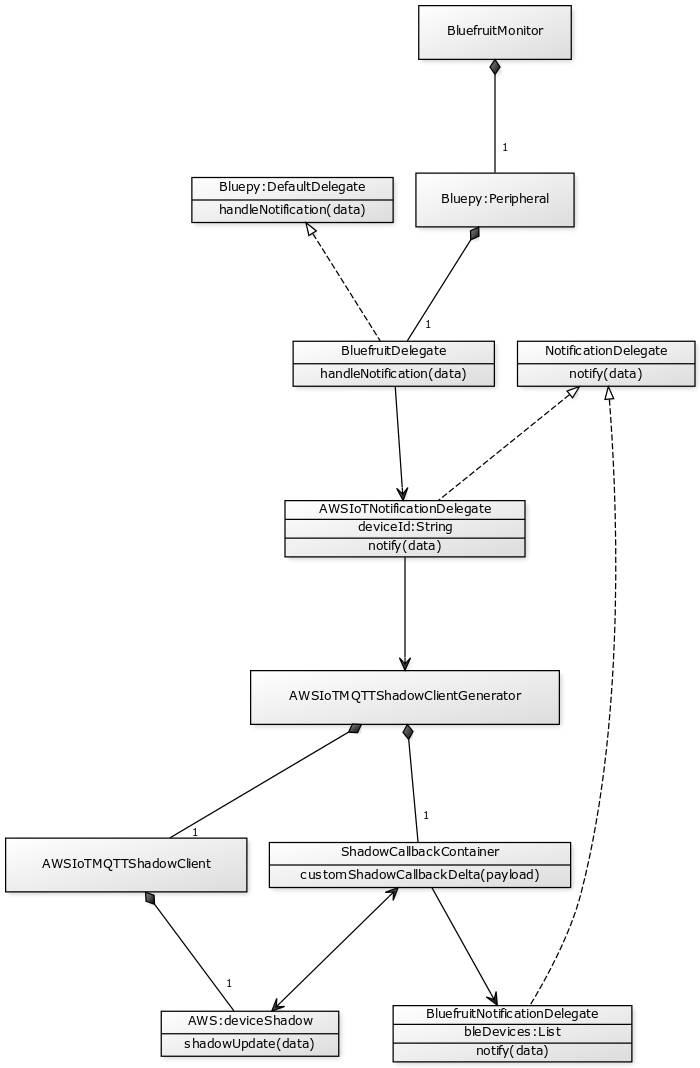 BluefruitMonitor
1
Bluepy:DefaultDelegate
handleNotification(data)
Bluepy:Peripheral
1
BluefruitDelegate
handleNotification(data)
NotificationDelegate
notify(data)
AWSIoTNotificationDelegate
deviceId:String
notify(data)
AWSIoTMQTTShadowClientGenerator
1
1
AWSIoTMQTTShadowClient
ShadowCallbackContainer
customShadowCallbackDelta(payload)
1
AWS:deviceShadow
shadowUpdate(data)
BluefruitNotificationDelegate
bleDevices:List
notify(data)